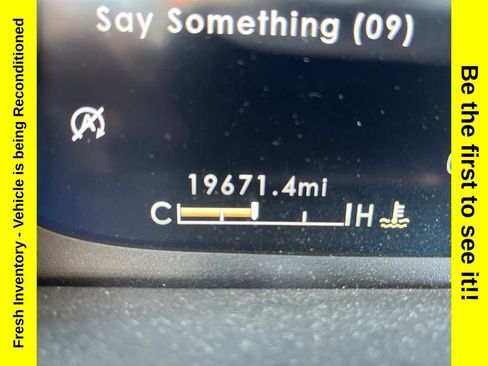 Fresh Inventory - Vehicle is being Reconditioned
Say Something (09)
A
19671.4mi
C H
Be the first to see it!!